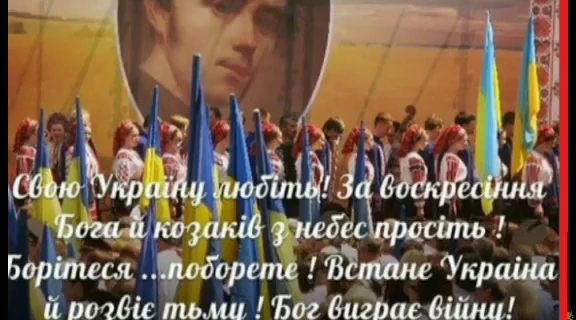 Свою Україну любіть! За воскресіння
Бога й козаків з небес просіть !
Борітеся ...поборете ! Встане Україна
й розвіє тьму ! Бог виграє війну!